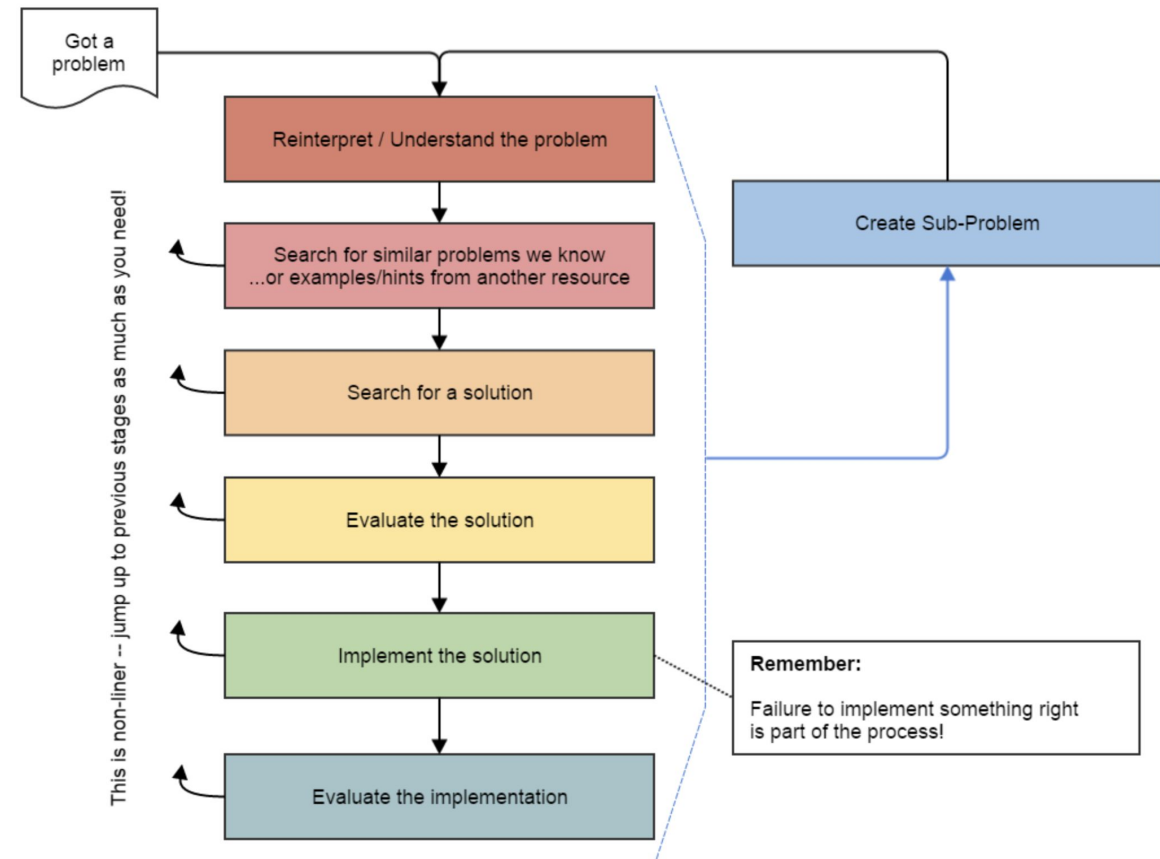 Got a
problem
Reinterpret / Understand the problem
Create Sub-Problem
Search for similar problems we know
...or examples/hints from another resource
Search for a solution
Evaluate the solution
Implement the solution
Remember:
Failure to implement something right
is part of the process!
Evaluate the implementation
This is non-liner -- jump up to previous stages as much as you need!